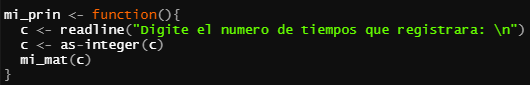 mi_prin <- function(){
  c <- readline("Digite el numero de tiempos que registrara: \n")
  c <- as-integer(c)
  mi_mat(c)
}